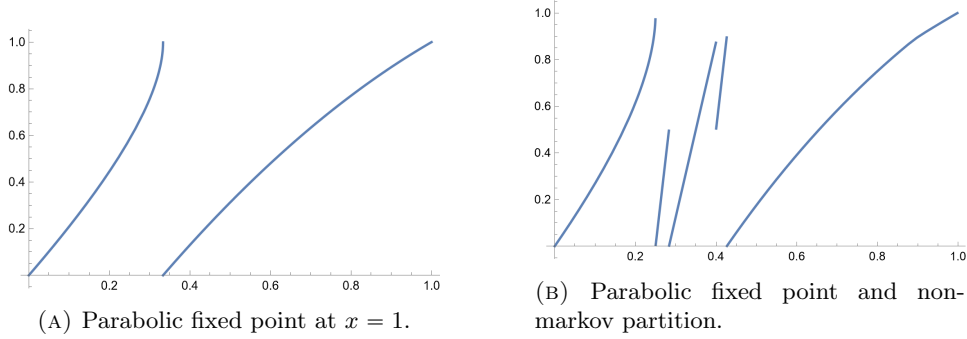 1.0
0.8
0.6
0.4
0.2
0.2 0.4 0.6 0.8 1.0
(A) Parabolic fixed point at x = 1.
1.0
0.8
0.6
0.4
0.2
0.2 0.4 0.6 0.8 1.0
(B) Parabolic fixed point and non-
markov partition.